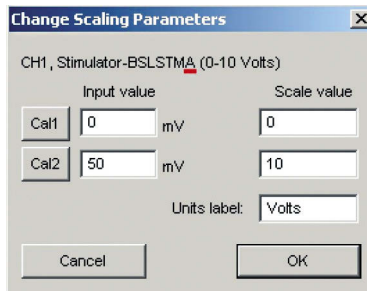 Change Scaling Parameters
CH1, Stimulator-BSLSTMA (0-10 Volts)
Input value Scale value
Cal1 0 mV 0
Cal2 50 mV 10
Units label: Volts
Cancel OK